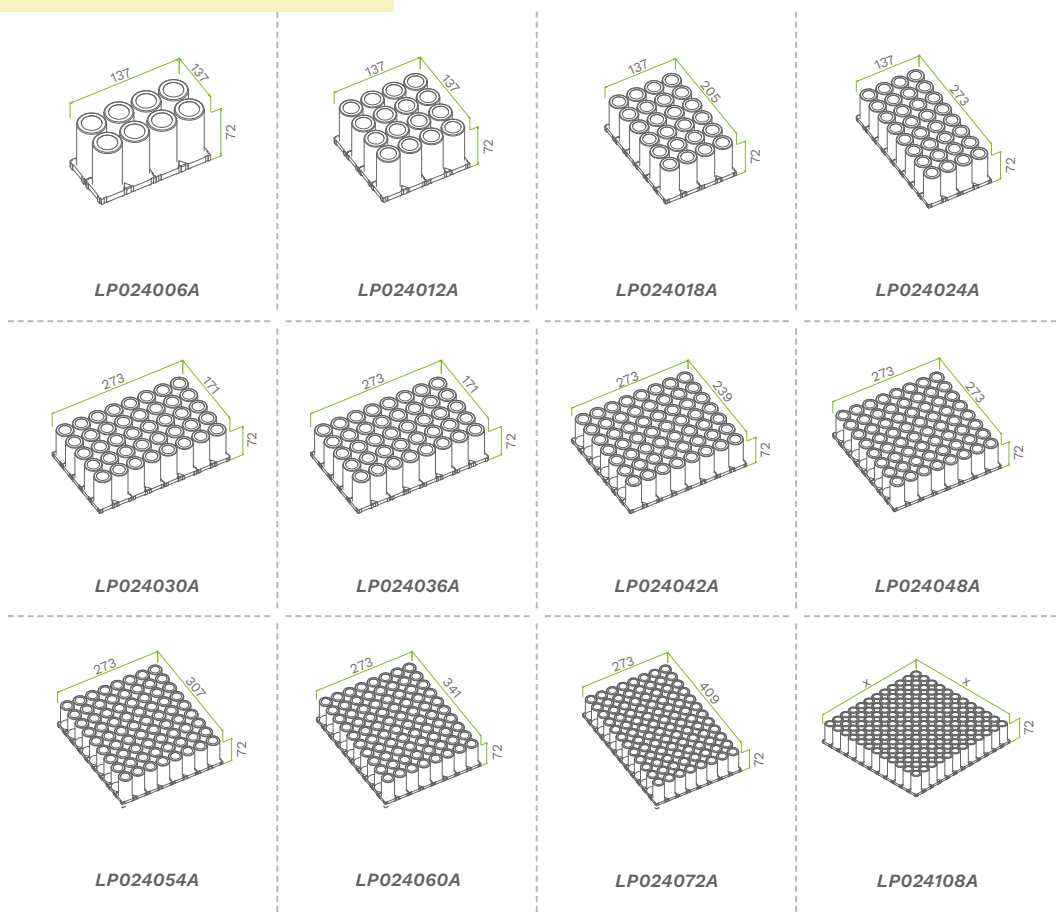 137 137 72
LP024006A
137 137 72
LP024012A
137 205 72
LP024018A
137 273 72
LP024024A
273 171 72
LP024030A
273 171 72
LP024036A
273 239 72
LP024042A
273 273 72
LP024048A
273 307 72
LP024054A
273 341 72
LP024060A
273 409 72
LP024072A
x x 72
LP024108A